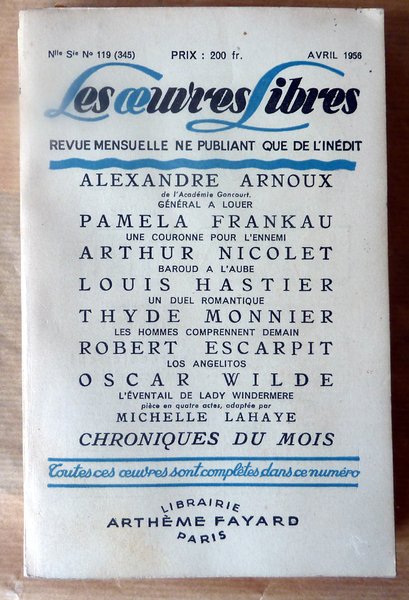 Nlle Sie No 119 (345) PRIX : 200 fr. AVRIL 1956
Les œuvres Libres
REVUE MENSUELLE NE PUBLIANT QUE DE L'INÉDIT
ALEXANDRE ARNOUX
de l'Académie Goncourt.
GÉNÉRAL A LOUER
PAMELA FRANKAU
UNE COURONNE POUR L'ENNEMI
ARTHUR NICOLET
BAROUD A L'AUBE
LOUIS HASTIER
UN DUEL ROMANTIQUE
THYDE MONNIER
LES HOMMES COMPRENNENT DEMAIN
ROBERT ESCARPIT
LOS ANGELITOS
OSCAR WILDE
L'ÉVENTAIL DE LADY WINDERMERE
pièce en quatre actes, adaptée par
MICHELLE LAHAYE
CHRONIQUES DU MOIS
Toutes ces œuvres sont complètes dans ce numéro
LIBRAIRIE
ARTHÈME FAYARD
PARIS